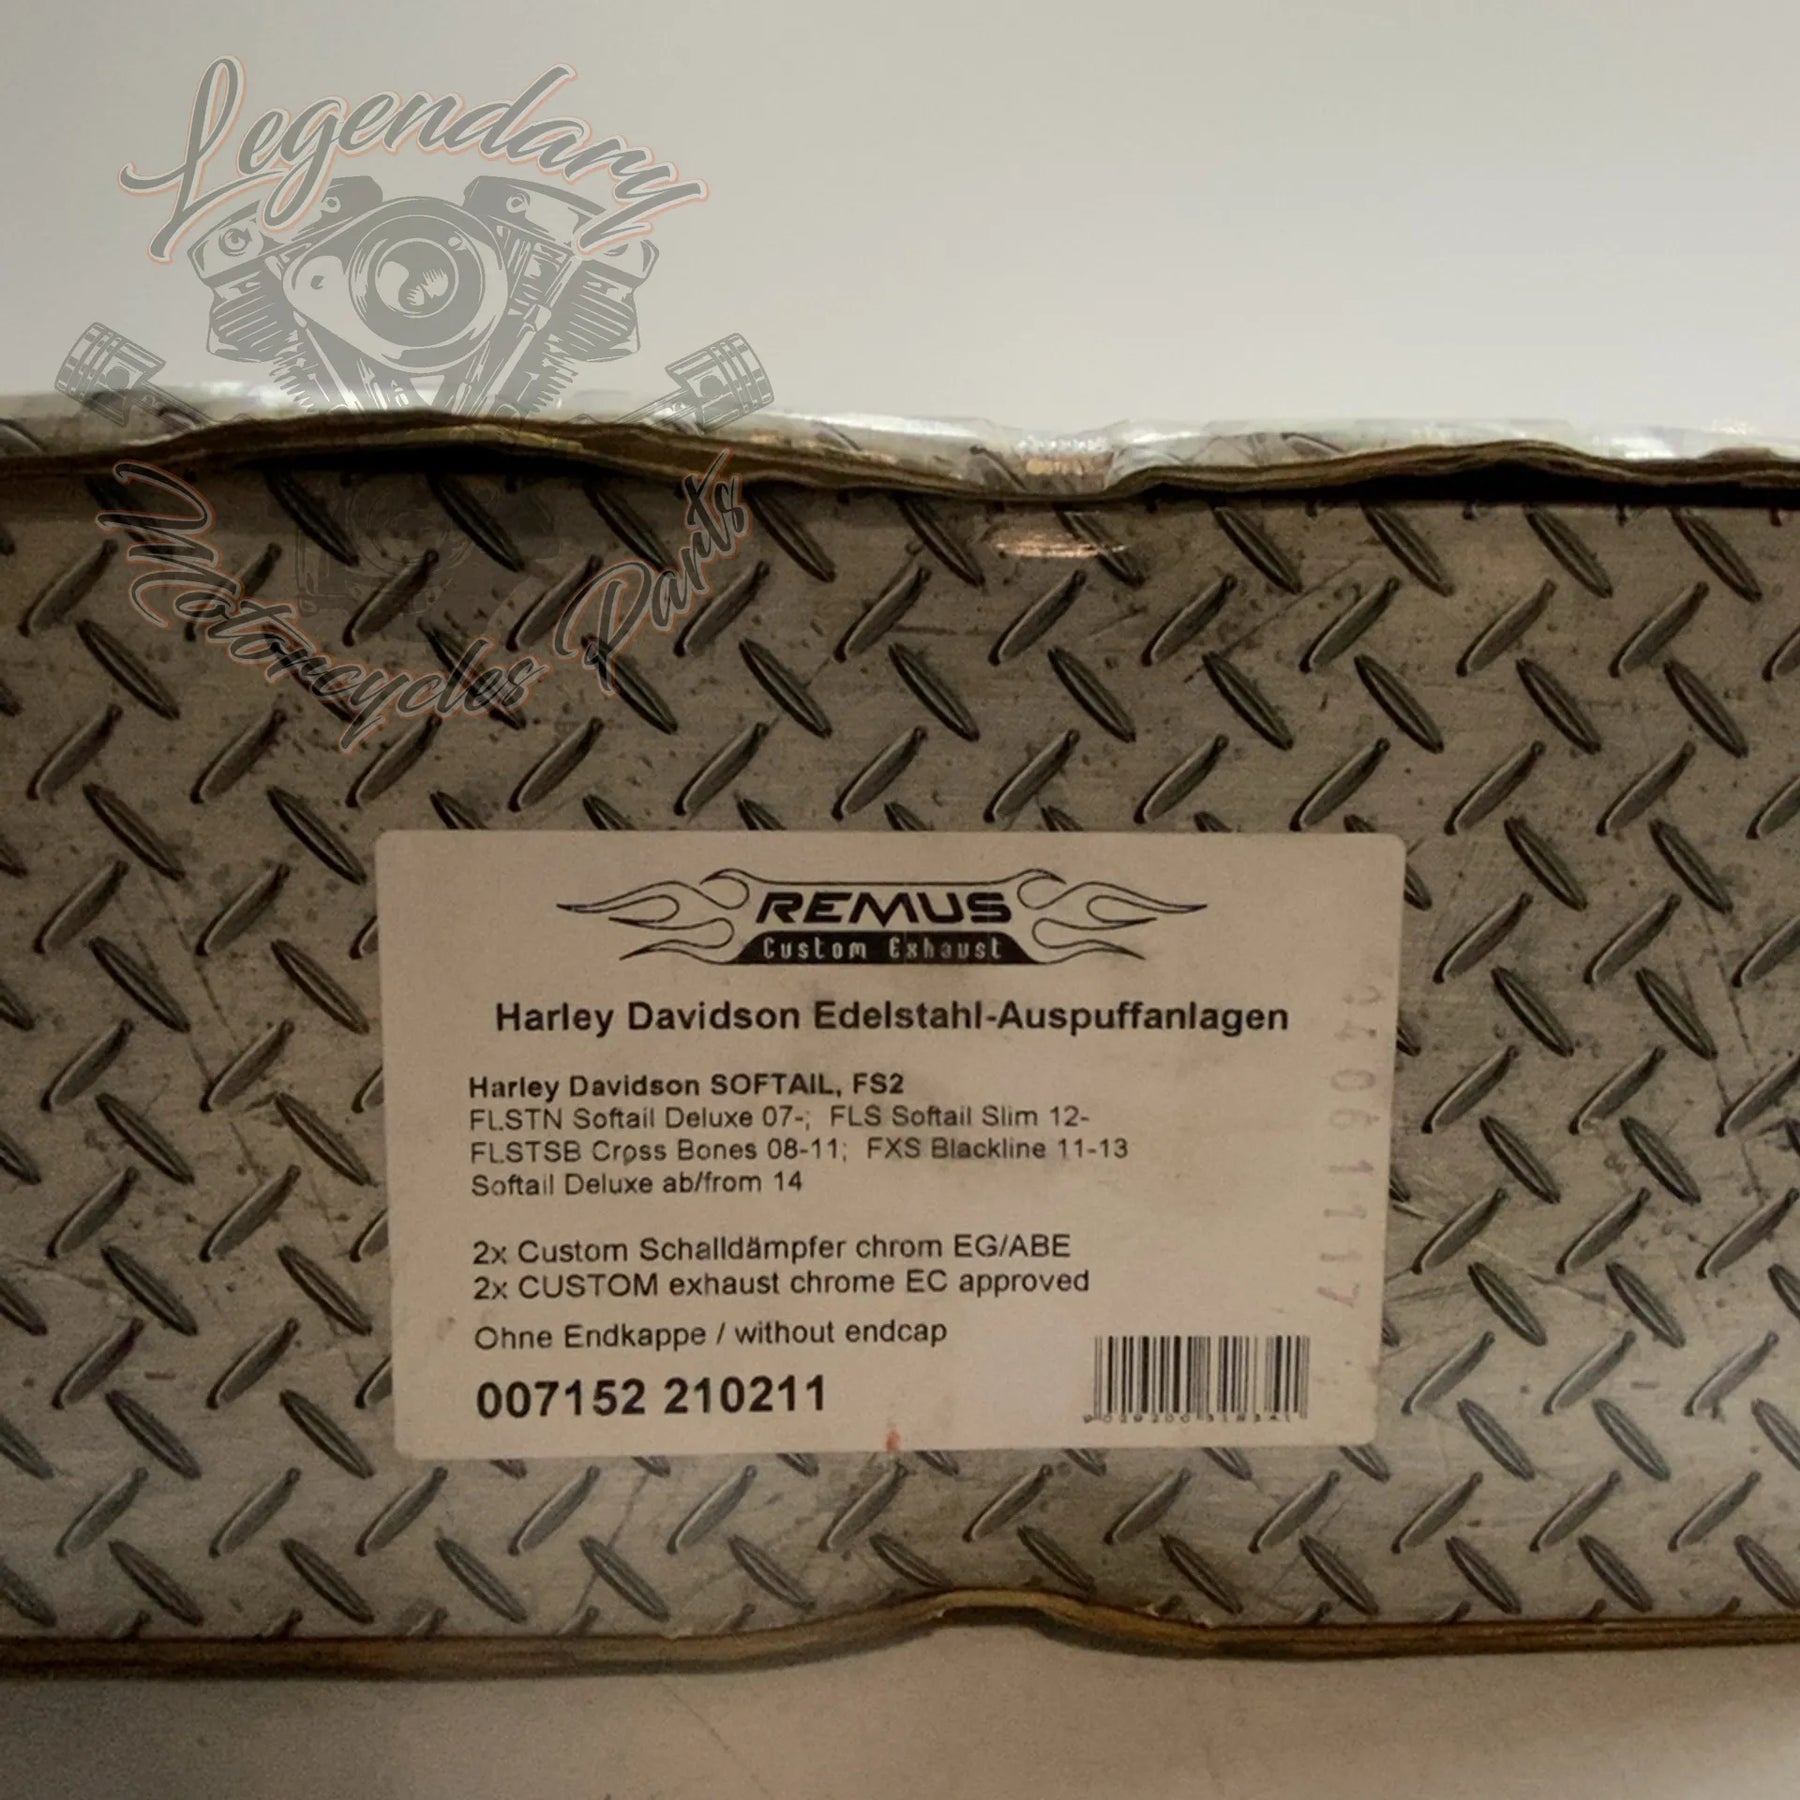 Legendary
Motorcycles Parts
REMUS
Custom Exhaust
Harley Davidson Edelstahl-Auspuffanlagen
Harley Davidson SOFTAIL, FS2
FLSTN Softail Deluxe 07-; FLS Softail Slim 12-
FLSTSB Cross Bones 08-11; FXS Blackline 11-13
Softail Deluxe ab/from 14
2x Custom Schalldämpfer chrom EG/ABE
2x CUSTOM exhaust chrome EC approved
Ohne Endkappe / without endcap
007152 210211